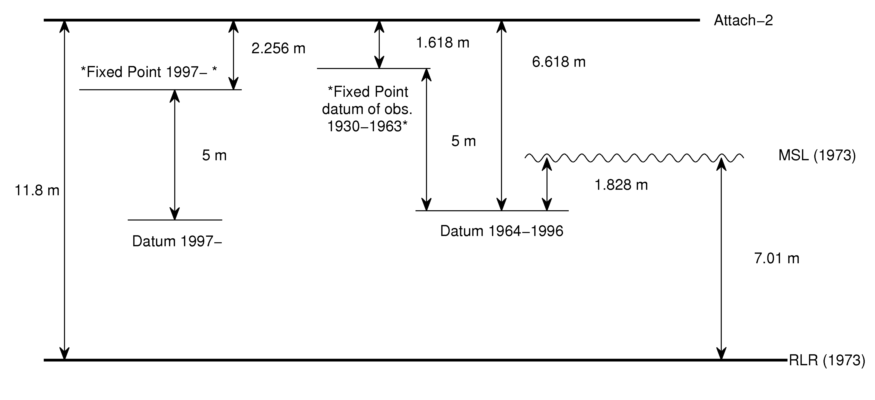 Attach−2
2.256 m
1.618 m
6.618 m
*Fixed Point 1997− *
*Fixed Point
datum of obs.
1930−1963*
5 m
5 m
MSL (1973)
1.828 m
11.8 m
Datum 1997−
Datum 1964−1996
7.01 m
RLR (1973)